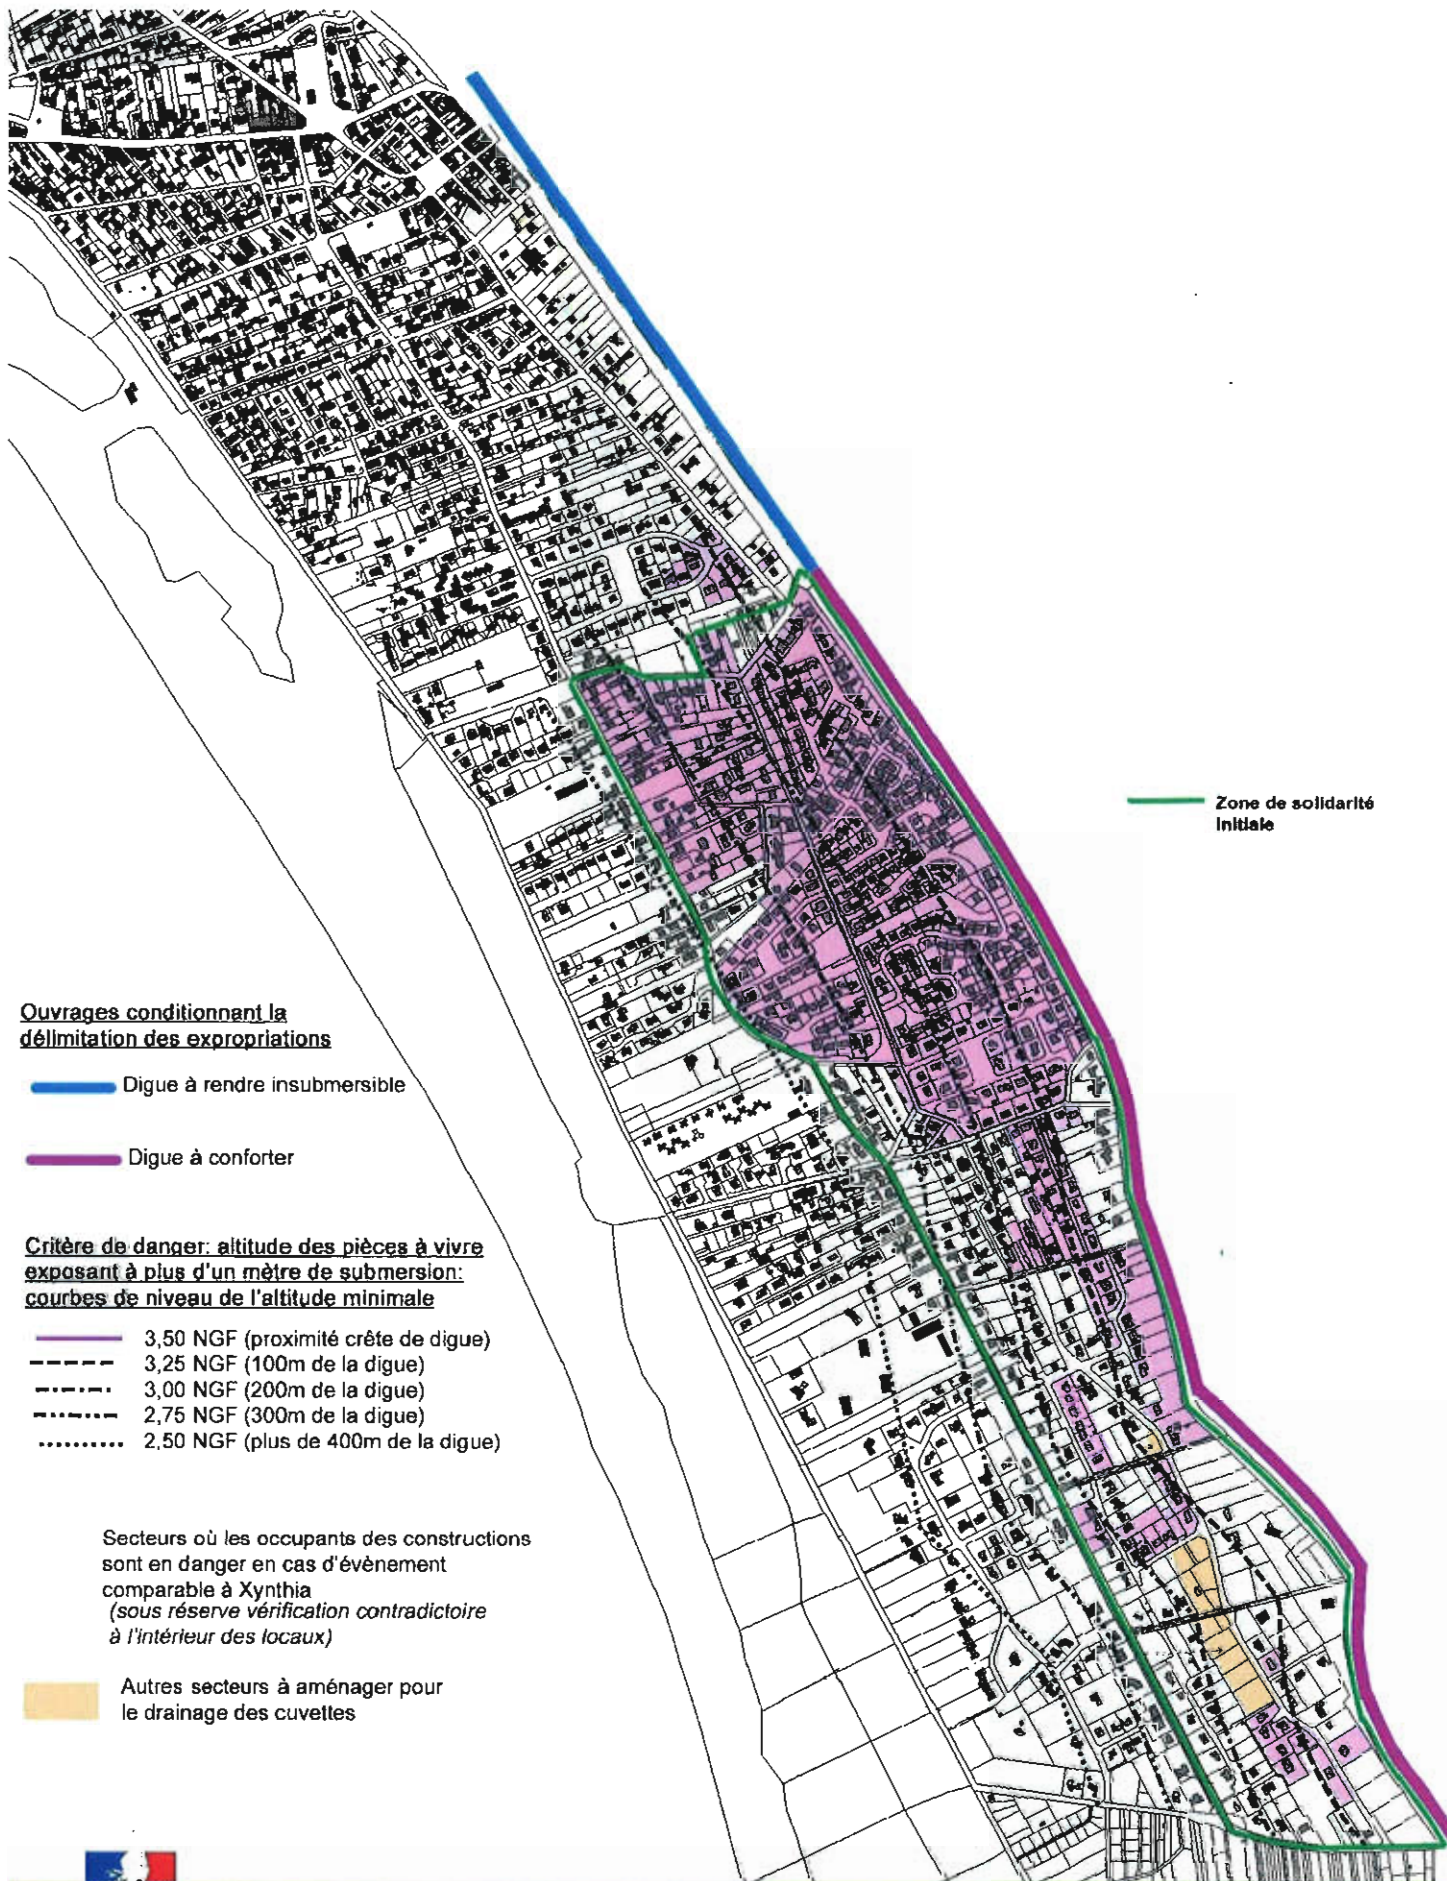 Zone de solidarité
Initiale
Ouvrages conditionnant la
délimitation des expropriations
Digue à rendre insubmersible
Digue à conforter
Critère de danger: altitude des pièces à vivre
exposant à plus d'un mètre de submersion:
courbes de niveau de l'altitude minimale
3,50 NGF (proximité crête de digue)
3,25 NGF (100m de la digue)
3,00 NGF (200m de la digue)
2,75 NGF (300m de la digue)
2,50 NGF (plus de 400m de la digue)
Secteurs où les occupants des constructions
sont en danger en cas d'évènement
comparable à Xynthia
(sous réserve vérification contradictoire
à l'intérieur des locaux)
Autres secteurs à aménager pour
le drainage des cuvettes